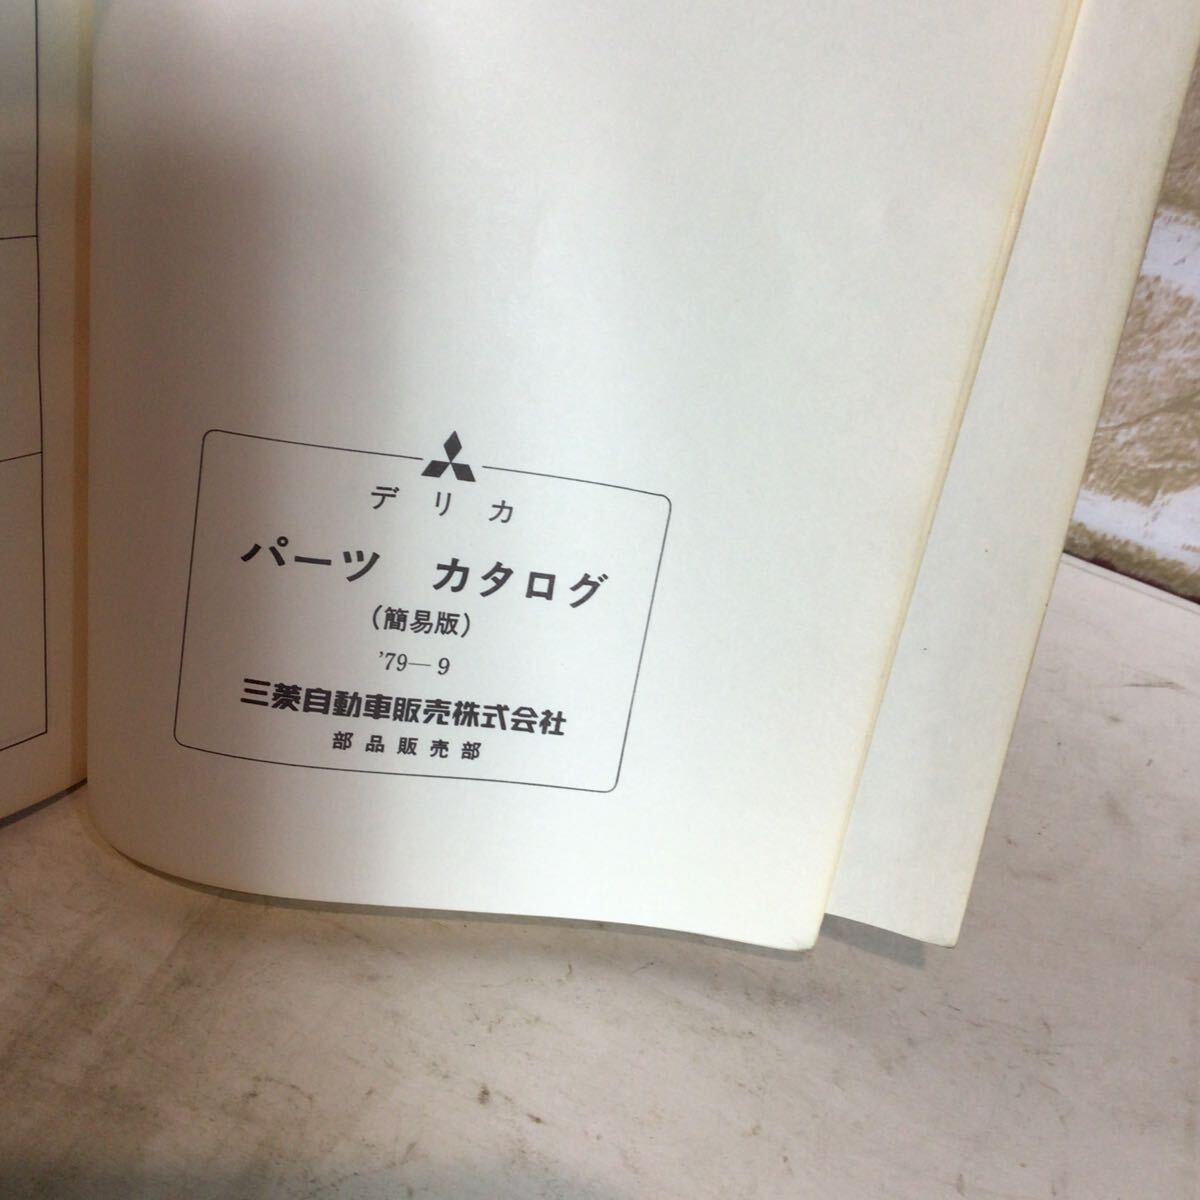 デリカ
パーツ カタログ
(簡易版)
'79—9
三菱自動車販売株式会社
部品販売部